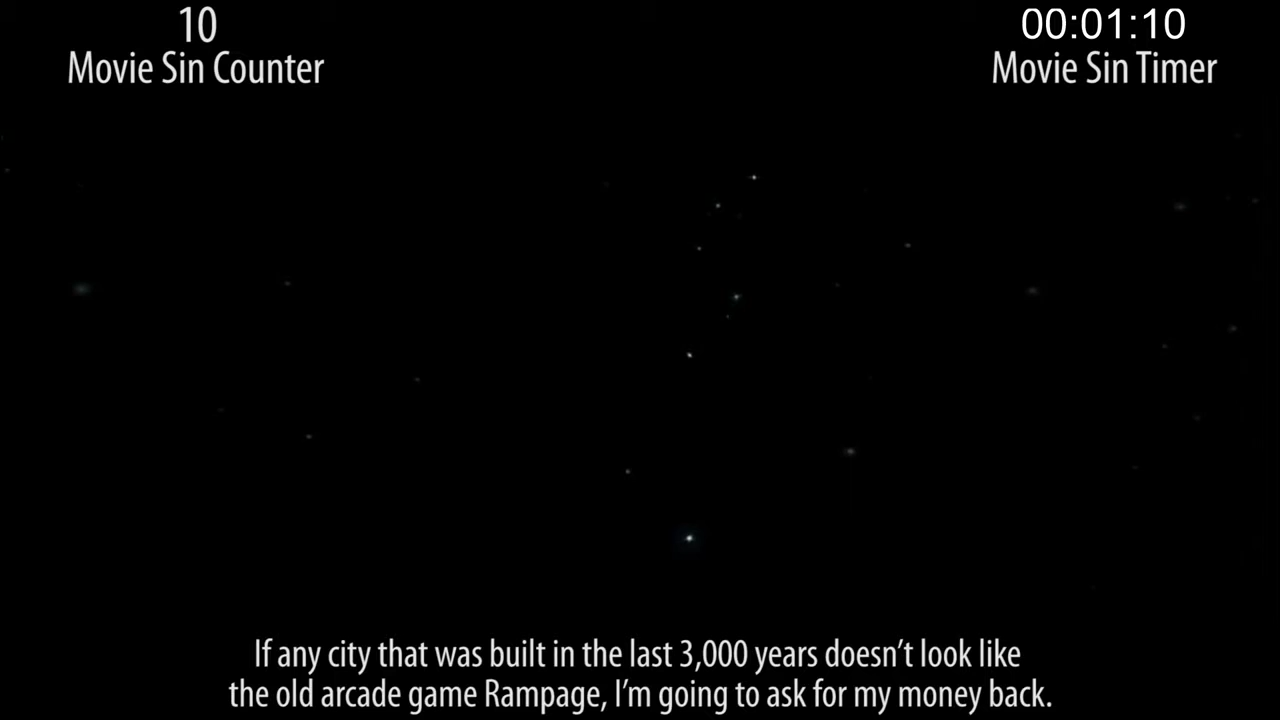 10
Movie Sin Counter
00:01:10
Movie Sin Timer
If any city that was built in the last 3,000 years doesn’t look like
the old arcade game Rampage, I’m going to ask for my money back.